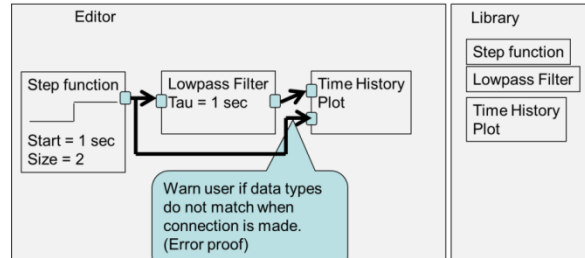 Editor
Step function
Start = 1 sec
Size = 2
Lowpass Filter
Tau = 1 sec
Time History
Plot
Warn user if data types
do not match when
connection is made.
(Error proof)
Library
Step function
Lowpass Filter
Time History
Plot